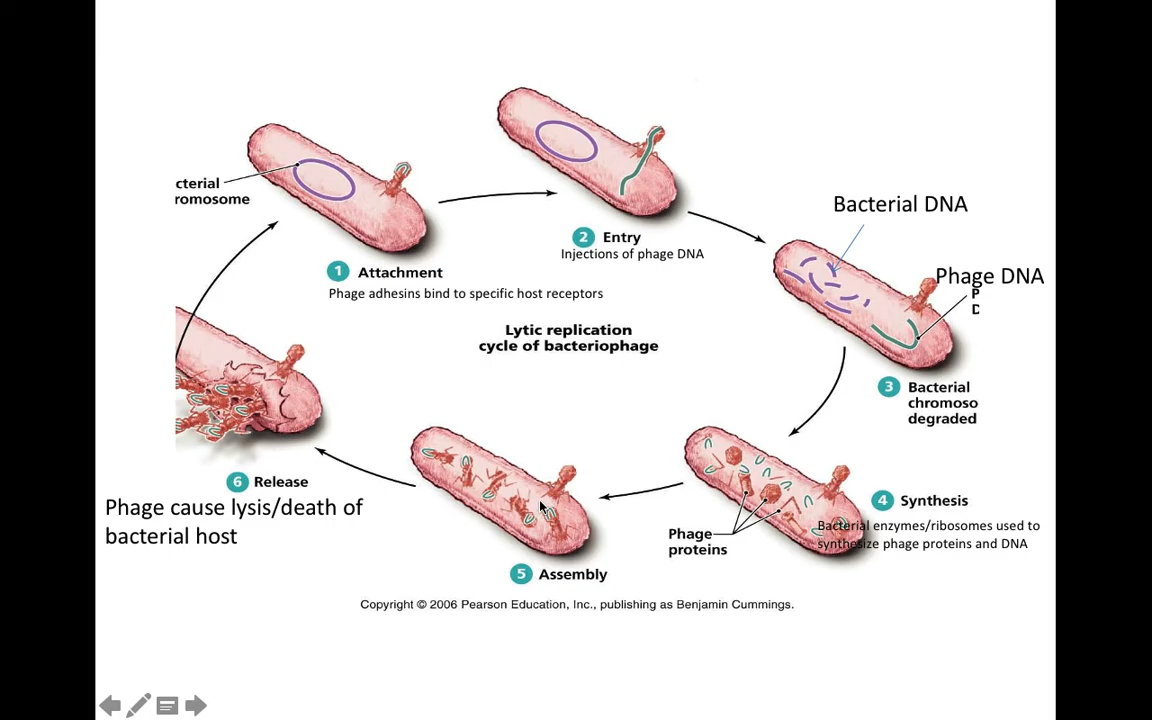 cterial
romosome
1 Attachment
Phage adhesins bind to specific host receptors
2 Entry
Injections of phage DNA
Bacterial DNA
Phage DNA
P
D
3 Bacterial
chromoso
degraded
Lytic replication
cycle of bacteriophage
4 Synthesis
Bacterial enzymes/ribosomes used to
synthesize phage proteins and DNA
Phage
proteins
5 Assembly
6 Release
Phage cause lysis/death of
bacterial host
Copyright © 2006 Pearson Education, Inc., publishing as Benjamin Cummings.